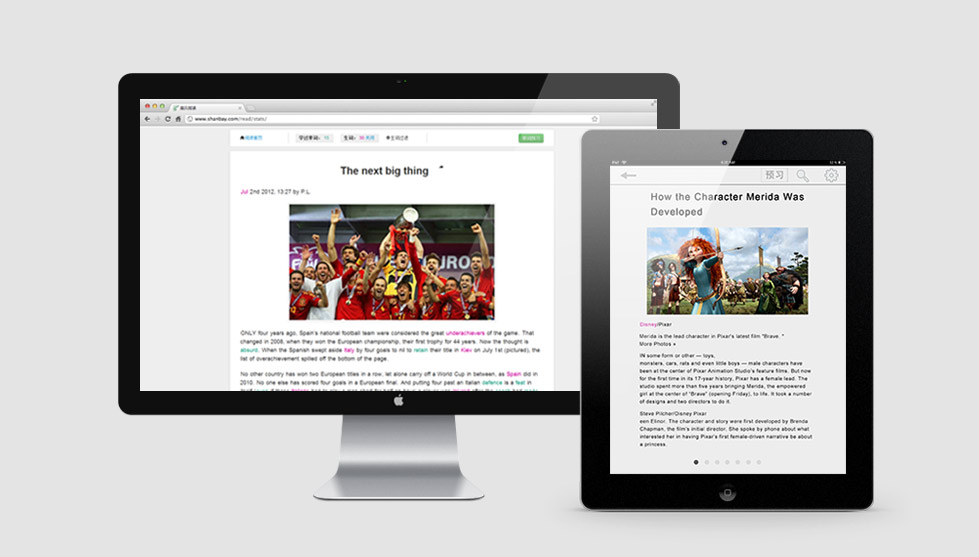 www.shanbay.com/read/stats/
The next big thing
Jul 2nd 2012, 13:27 by P.L.
EURO
ONLY four years ago, Spain's national football team were considered the great underachievers of the game. That
changed in 2008, when they won the European championship, their first trophy for 44 years. Now the thought is
absurd. When the Spanish swept aside Italy by four goals to nil to retain their title in Kiev on July 1st (pictured), the
list of overachievement spilled off the bottom of the page.
No other country has won two European titles in a row, let alone carry off a World Cup in between, as Spain did in
2010. No one else has scored four goals in a European final. And putting four past an Italian defence is a feat in
预习
How the Character Merida Was
Developed
Disney/Pixar
Merida is the lead character in Pixar's latest film "Brave. "
More Photos »
IN some form or other — toys,
monsters, cars, rats and even little boys — male characters have
been at the center of Pixar Animation Studio's feature films. But now
for the first time in its 17-year history, Pixar has a female lead. The
studio spent more than five years bringing Merida, the empowered
girl at the center of "Brave" (opening Friday), to life. It took a number
of designs and two directors to do it.
Steve Pilcher/Disney Pixar
een Elinor. The character and story were first developed by Brenda
Chapman, the film's initial director. She spoke by phone about what
interested her in having Pixar's first female-driven narrative be about
a princess.